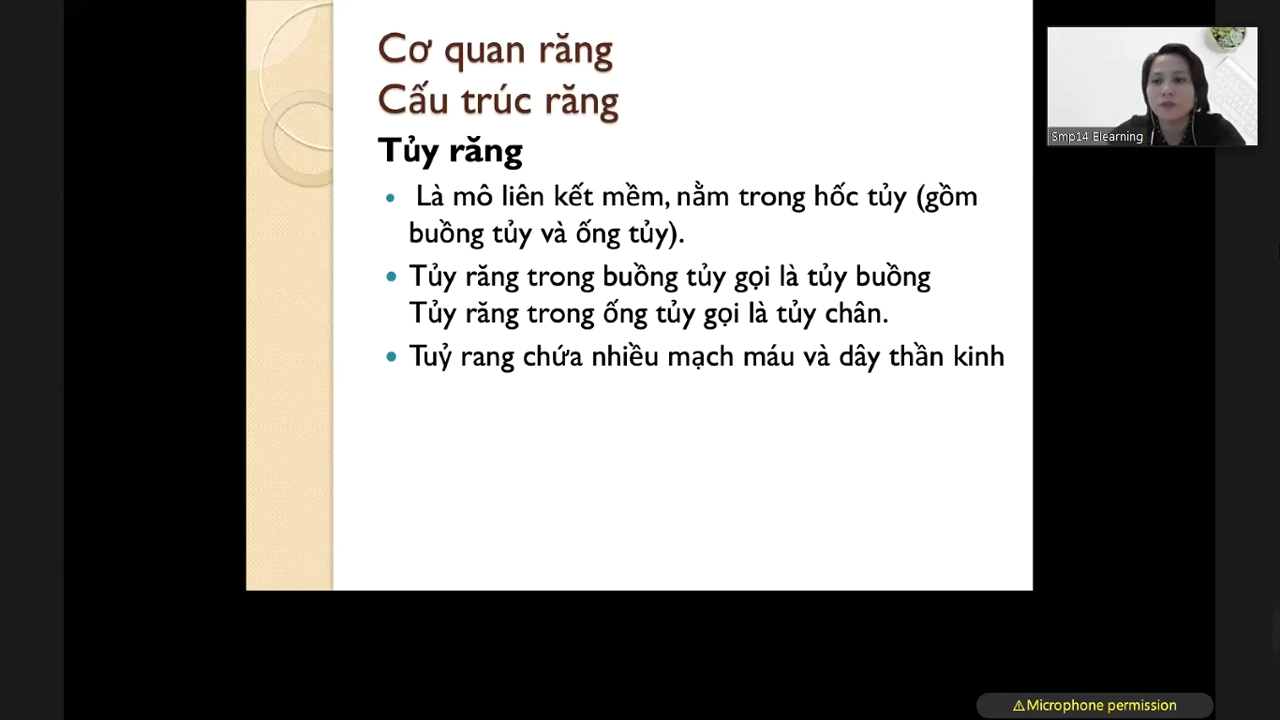 Cơ quan răng
Cấu trúc răng
Tủy răng
Là mô liên kết mềm, nằm trong hốc tủy (gồm
buồng tủy và ống tủy).
Tủy răng trong buồng tủy gọi là tủy buồng
Tủy răng trong ống tủy gọi là tủy chân.
Tuỷ rang chứa nhiều mạch máu và dây thần kinh
Smp14 Elearning
⚠Microphone permission